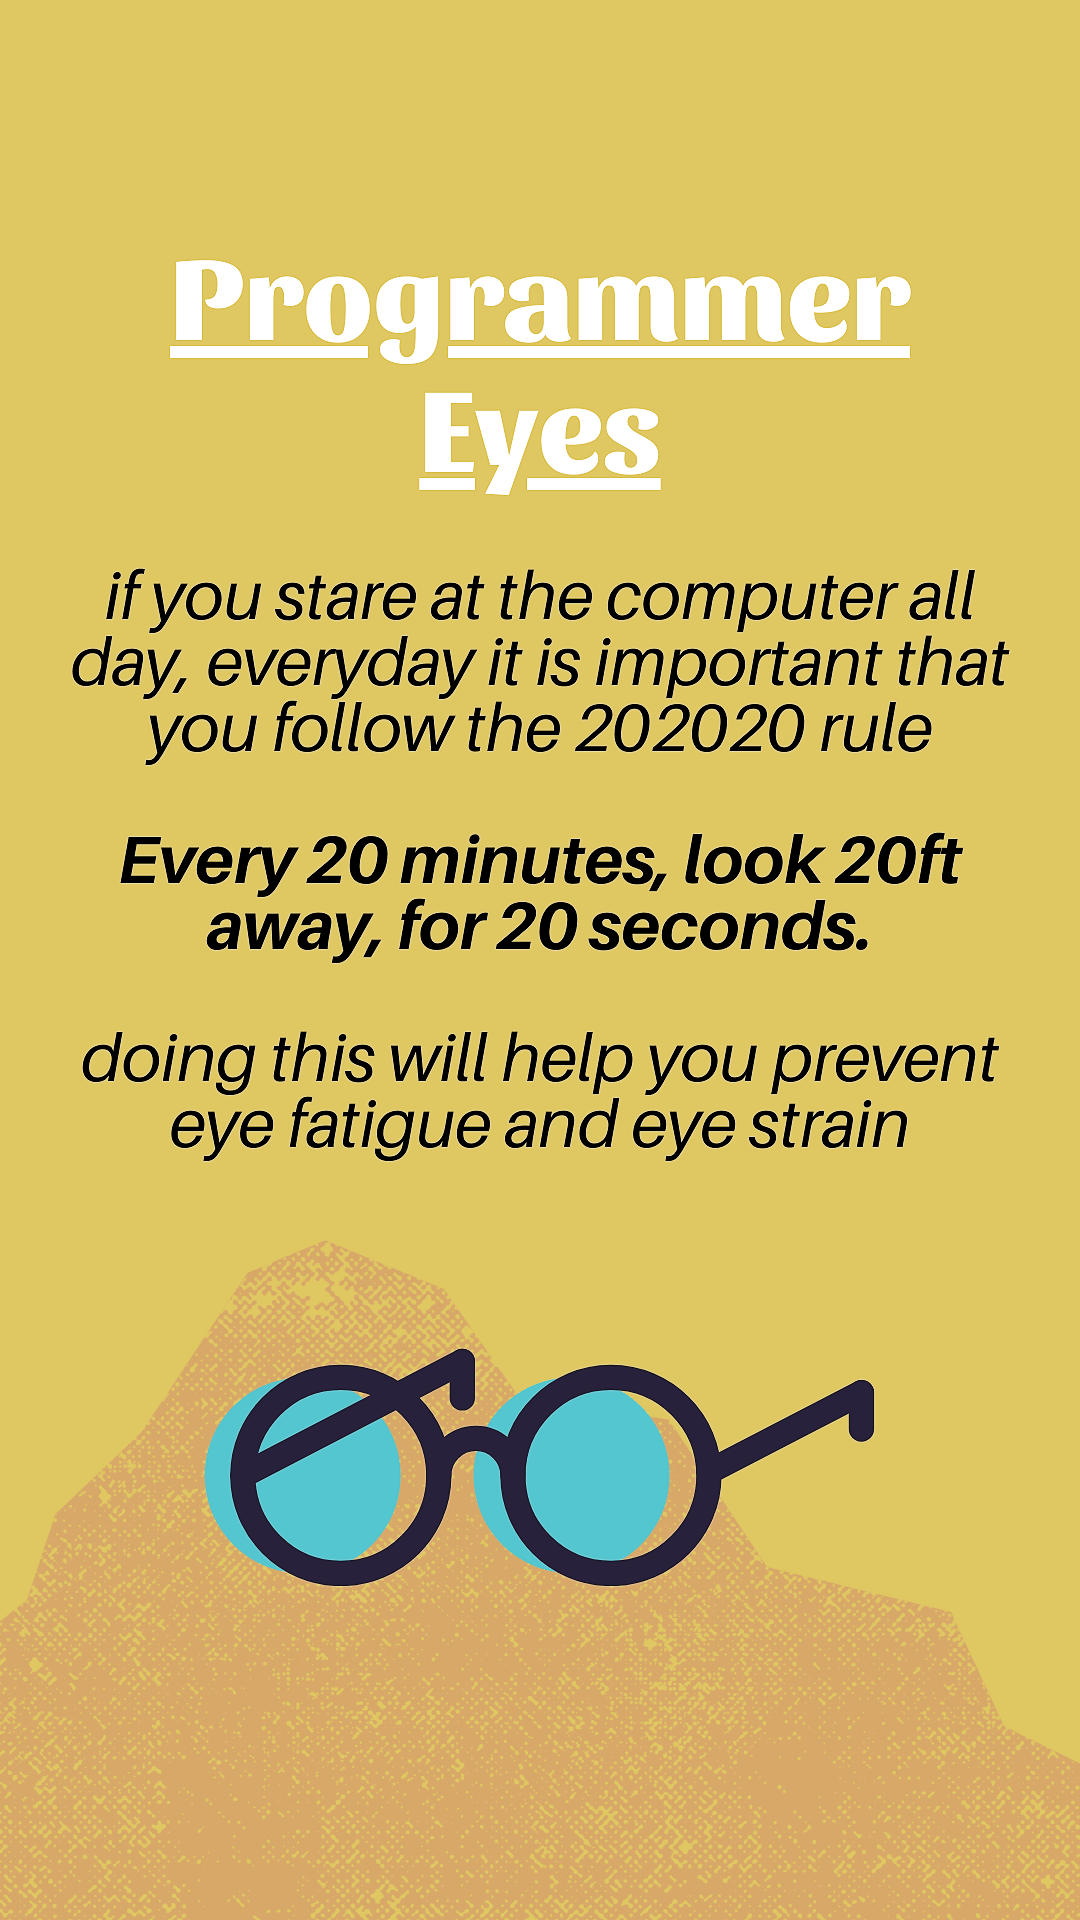 Programmer
Eyes
if you stare at the computer all
day, everyday it is important that
you follow the 202020 rule
Every 20 minutes, look 20ft
away, for 20 seconds.
doing this will help you prevent
eye fatigue and eye strain